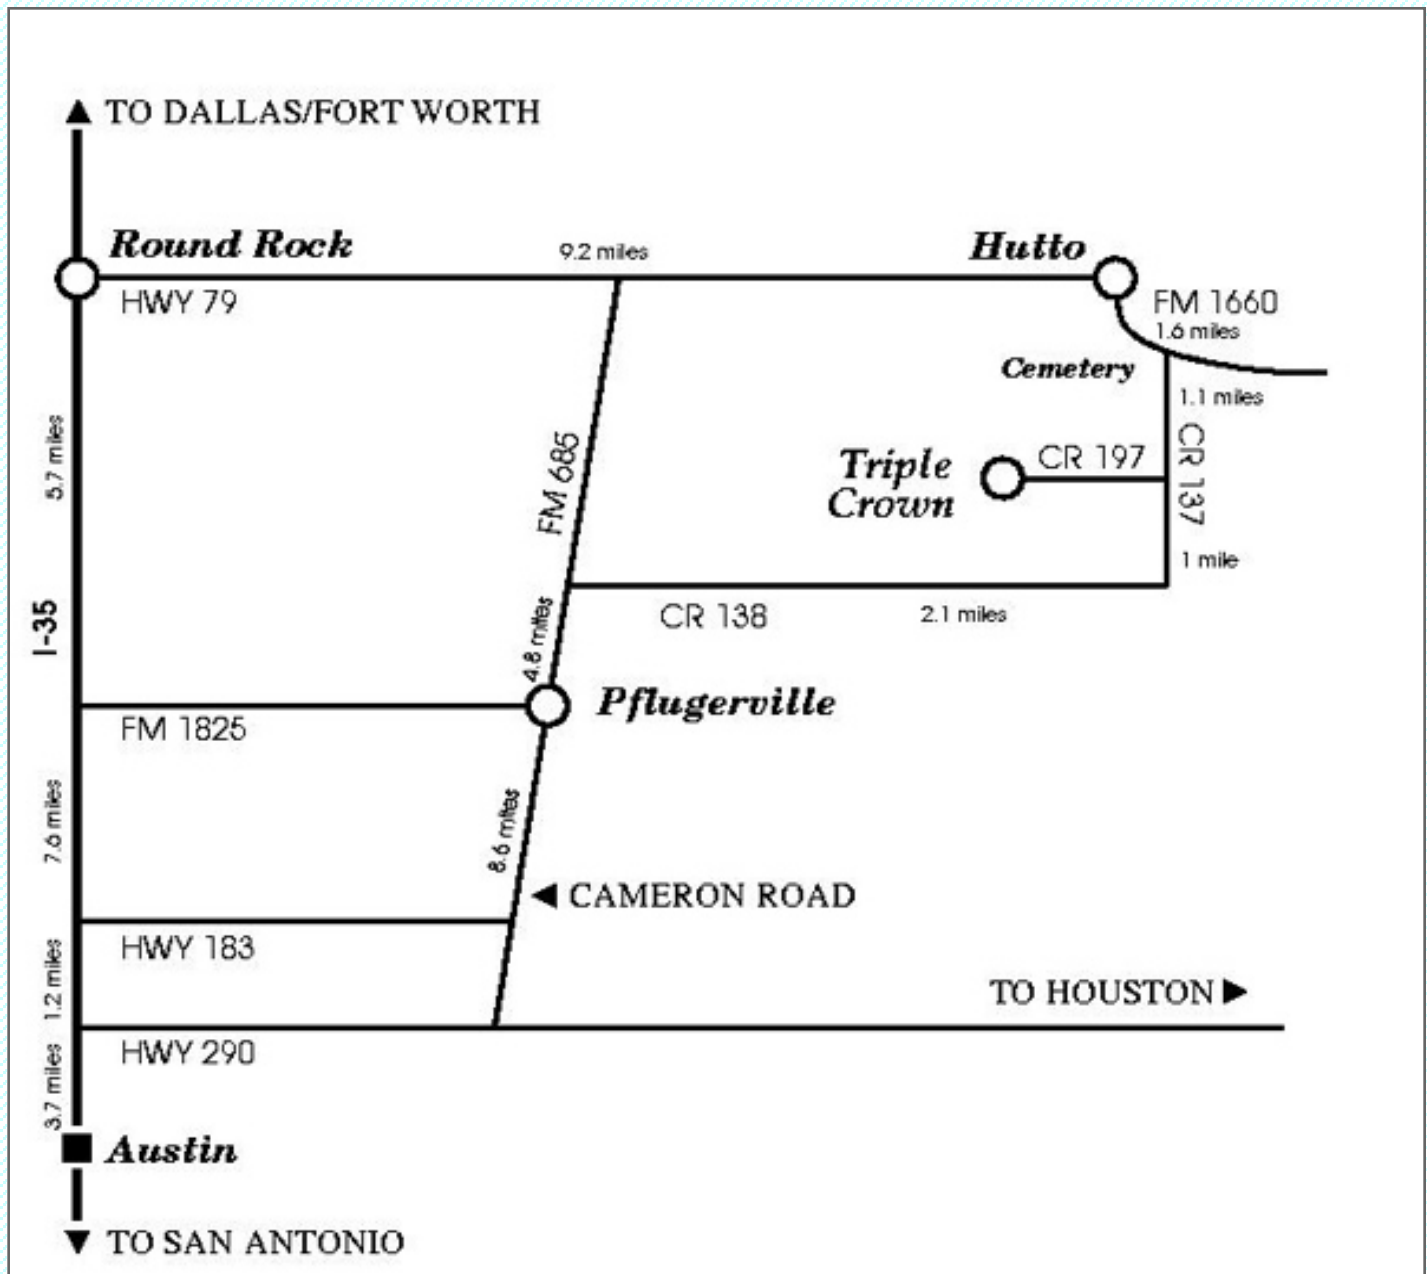 TO DALLAS/FORT WORTH
Round Rock
9.2 miles
Hutto
HWY 79
FM 1660
1.6 miles
Cemetery
1.1 miles
5.7 miles
FM 685
Triple
Crown
CR 197
CR 137
1 mile
I-35
4.8 miles
CR 138
2.1 miles
Pflugerville
FM 1825
7.6 miles
8.6 miles
CAMERON ROAD
HWY 183
1.2 miles
TO HOUSTON
HWY 290
3.7 miles
Austin
TO SAN ANTONIO